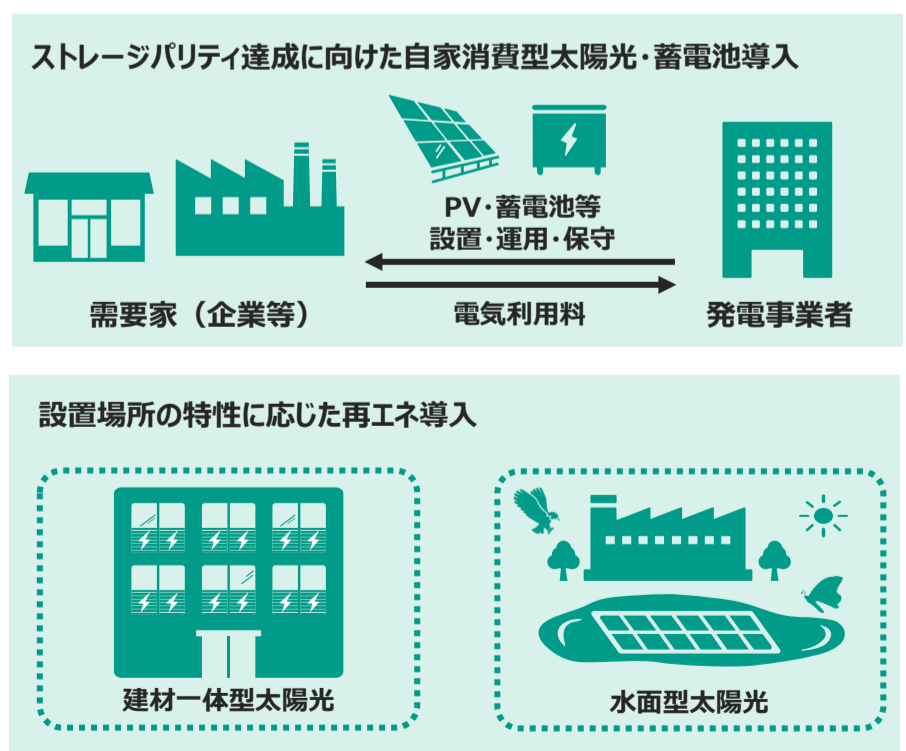 ストレージパリティ達成に向けた自家消費型太陽光・蓄電池導入
PV・蓄電池等
設置・運用・保守
需要家（企業等）
電気利用料
発電事業者
設置場所の特性に応じた再エネ導入
建材一体型太陽光
水面型太陽光